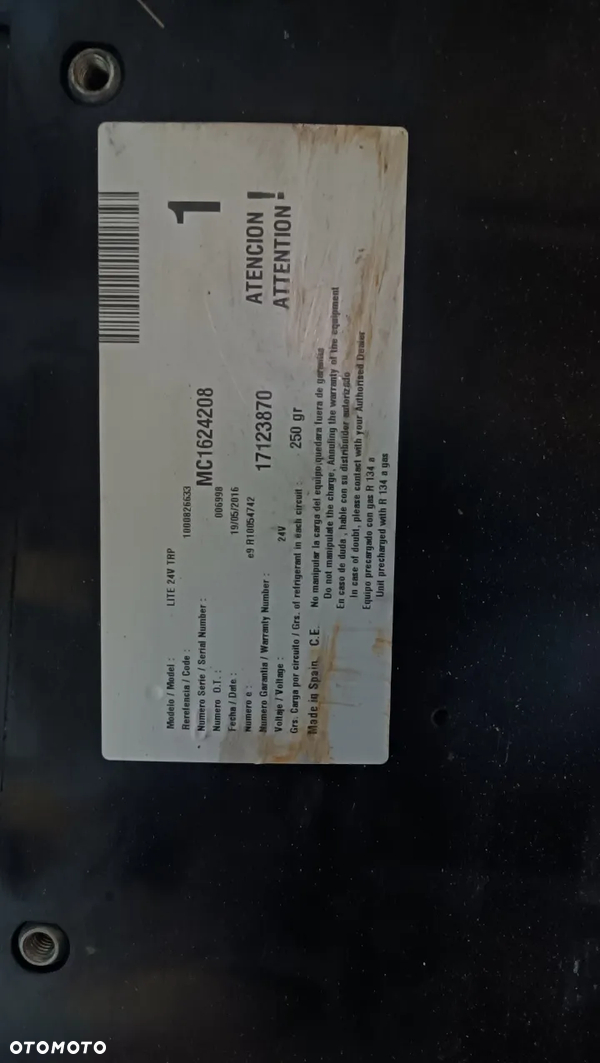 1
Modelo / Model : LITE 24V TRP
Rerelencia / Code : 1000826633
Numero Serie / Serial Number : MC1624208
Numero O.T. : 006998
Fecha / Date : 19/05/2016
Numero e : e9 R10054742
ATENCION !
ATTENTION !
Numero Garantia / Warranty Number : 17123870
Voltaje / Voltage : 24V
Grs. Carga por circuito / Grs. of refrigerant in each circuit : 250 gr
Made in Spain C.E.
No manipular la carga del equipo,quedara fuera de garantia
Do not manipulate the charge, Annuling the warranty of the equipment
En caso de duda , hable con su distribuidor autorizado
In case of doubt, please contact with your Authorised Dealer
Equipo precargado con gas R 134 a
Unit precharged with R 134 a gas
OTOMOTO